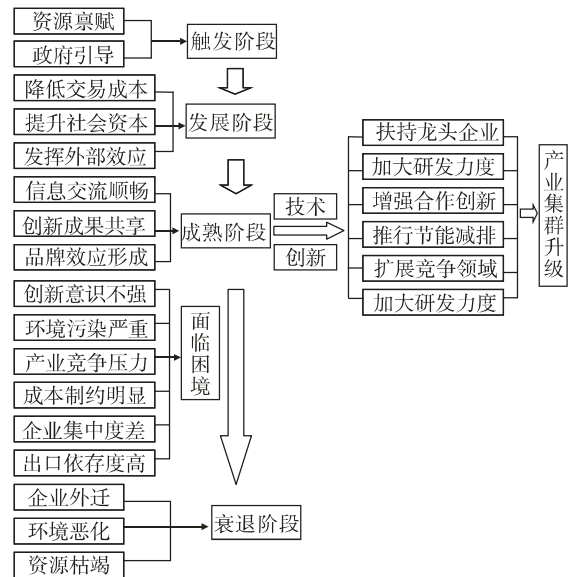 资源禀赋
政府引导
触发阶段
降低交易成本
提升社会资本
发挥外部效应
发展阶段
信息交流顺畅
创新成果共享
品牌效应形成
成熟阶段
技术
创新
扶持龙头企业
加大研发力度
增强合作创新
推行节能减排
扩展竞争领域
加大研发力度
产业集群升级
创新意识不强
环境污染严重
产业竞争压力
成本制约明显
企业集中度差
出口依存度高
面临困境
企业外迁
环境恶化
资源枯竭
衰退阶段